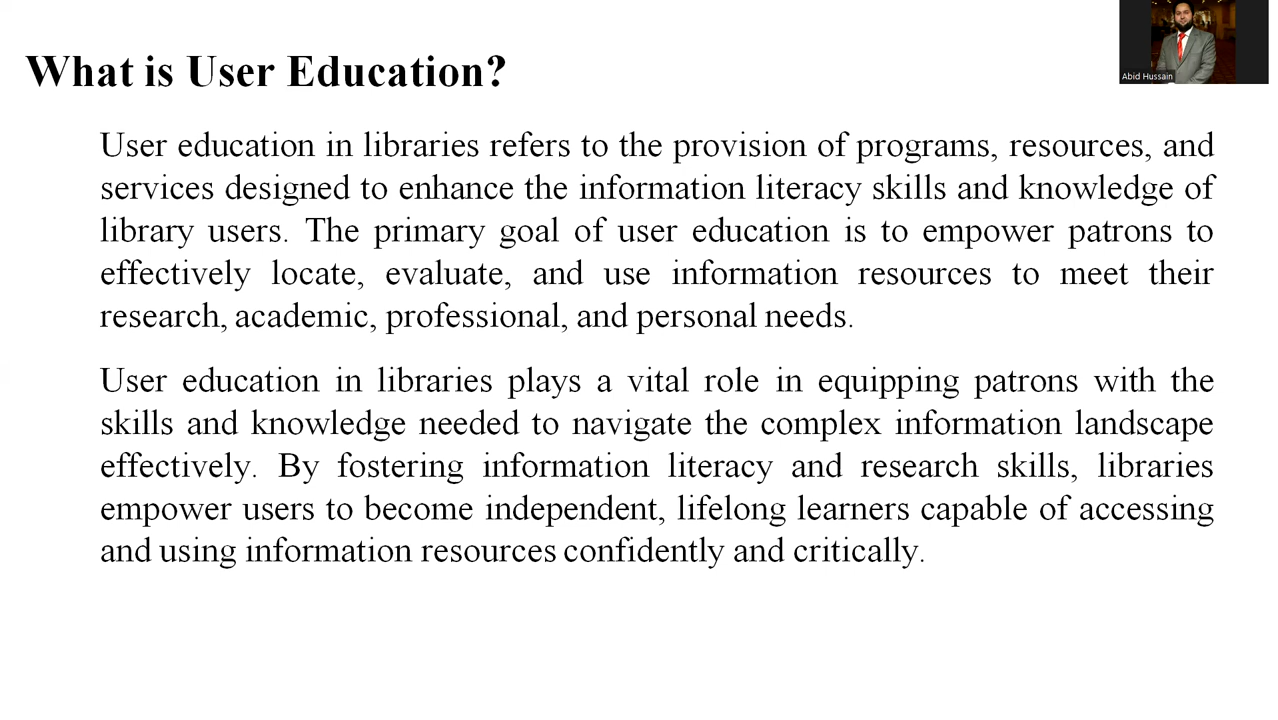 What is User Education?
Abid Hussain
User education in libraries refers to the provision of programs, resources, and
services designed to enhance the information literacy skills and knowledge of
library users. The primary goal of user education is to empower patrons to
effectively locate, evaluate, and use information resources to meet their
research, academic, professional, and personal needs.
User education in libraries plays a vital role in equipping patrons with the
skills and knowledge needed to navigate the complex information landscape
effectively. By fostering information literacy and research skills, libraries
empower users to become independent, lifelong learners capable of accessing
and using information resources confidently and critically.